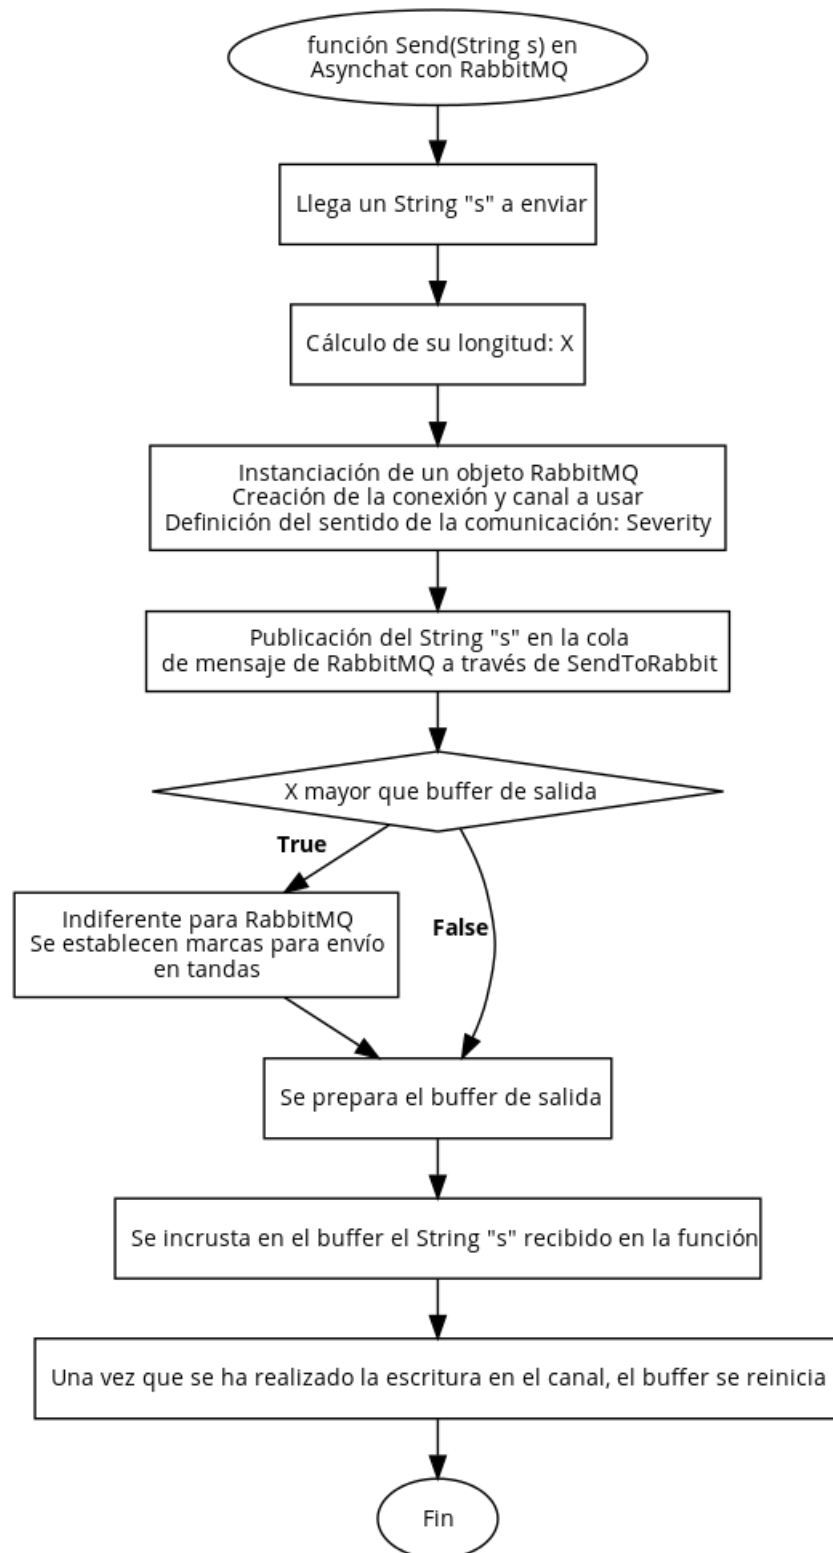 función Send(String s) en
Asynchat con RabbitMQ
Llega un String "s" a enviar
Cálculo de su longitud: X
Instanciación de un objeto RabbitMQ
Creación de la conexión y canal a usar
Definición del sentido de la comunicación: Severity
Publicación del String "s" en la cola
de mensaje de RabbitMQ a través de SendToRabbit
X mayor que buffer de salida
True
Indiferente para RabbitMQ
Se establecen marcas para envío
en tandas
False
Se prepara el buffer de salida
Se incrusta en el buffer el String "s" recibido en la función
Una vez que se ha realizado la escritura en el canal, el buffer se reinicia
Fin